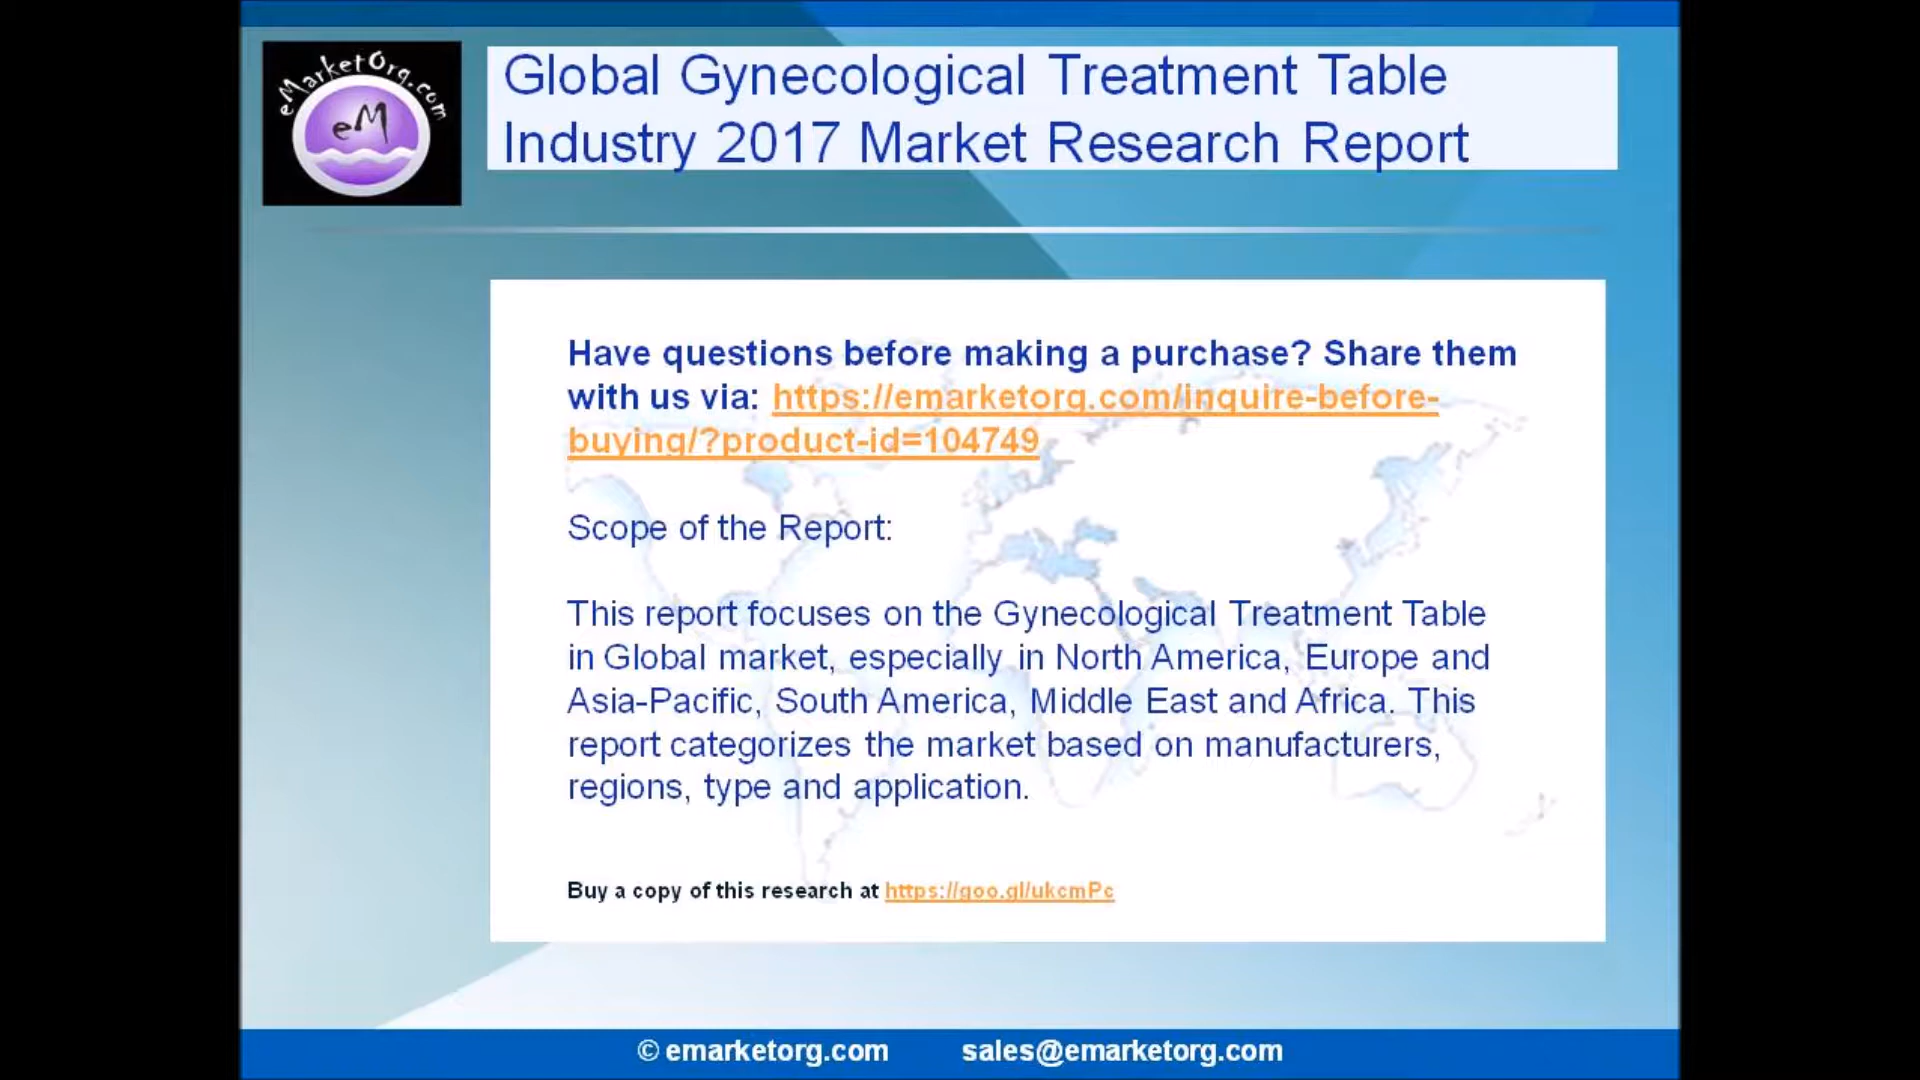 eMarketOrg.com
eM
Global Gynecological Treatment Table
Industry 2017 Market Research Report
Have questions before making a purchase? Share them
with us via: https://emarketorg.com/inquire-before-
buying/?product-id=104749
Scope of the Report:
This report focuses on the Gynecological Treatment Table
in Global market, especially in North America, Europe and
Asia-Pacific, South America, Middle East and Africa. This
report categorizes the market based on manufacturers,
regions, type and application.
Buy a copy of this research at https://goo.gl/ukcmPc
© emarketorg.com sales@emarketorg.com